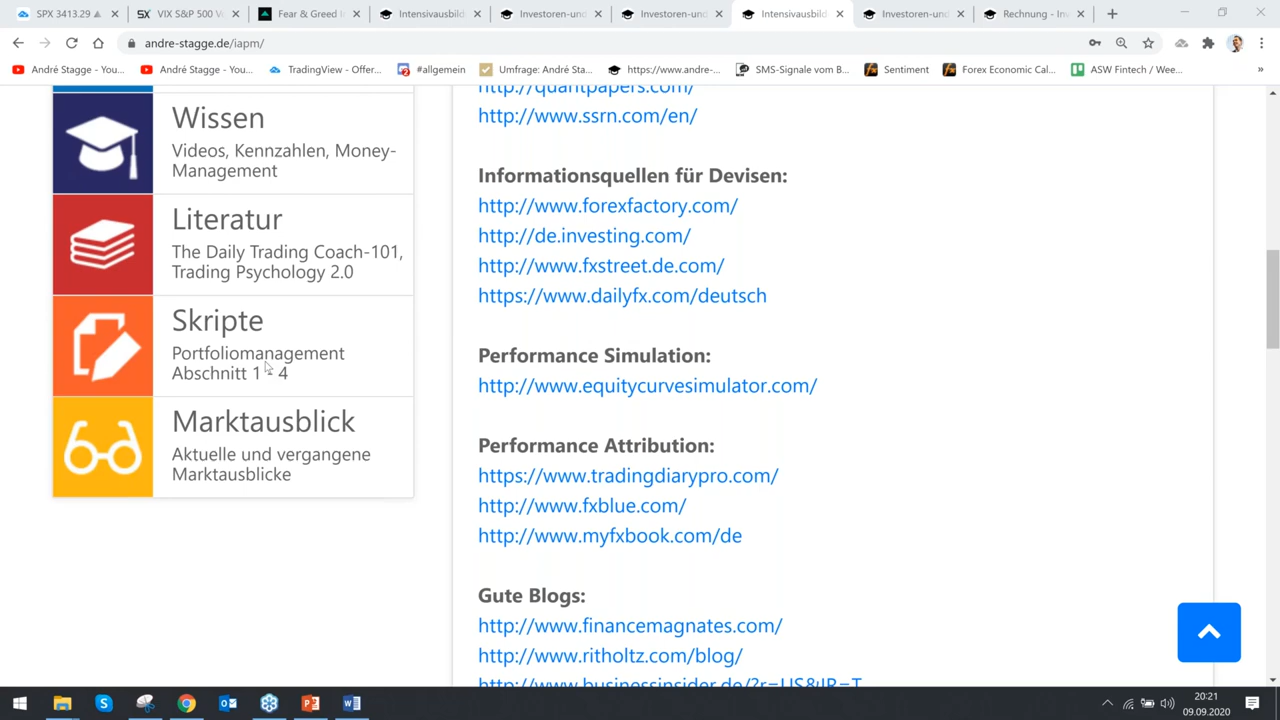 SPX 3413.29
VIX S&P 500 Vo
Fear & Greed I
Intensivausbild
Investoren-und
Investoren-und
Intensivausbild
Investoren-und
Rechnung - Inv
andre-stagge.de/iapm/
André Stagge - You...
André Stagge - You...
TradingView - Offer...
#allgemein
Umfrage: André Sta...
https://www.andre-...
SMS-Signale vom B...
Sentiment
Forex Economic Cal...
ASW Fintech / Wee...
»
Wissen
Videos, Kennzahlen, Money-
Management
Literatur
The Daily Trading Coach-101,
Trading Psychology 2.0
Skripte
Portfoliomanagement
Abschnitt 1 - 4
Marktausblick
Aktuelle und vergangene
Marktausblicke
http://quantpapers.com/
http://www.ssrn.com/en/
Informationsquellen für Devisen:
http://www.forexfactory.com/
http://de.investing.com/
http://www.fxstreet.de.com/
https://www.dailyfx.com/deutsch
Performance Simulation:
http://www.equitycurvesimulator.com/
Performance Attribution:
https://www.tradingdiarypro.com/
http://www.fxblue.com/
http://www.myfxbook.com/de
Gute Blogs:
http://www.financemagnates.com/
http://www.ritholtz.com/blog/
http://www.businessinsider.de/?r=US&IR=T
20:21
09.09.2020